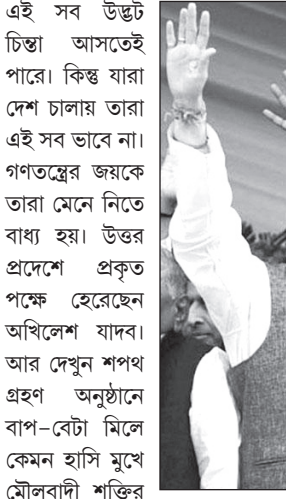 এই সব উদ্ভট
চিন্তা আসতেই
পারে। কিন্তু যারা
দেশ চালায় তারা
এই সব ভাবে না।
গণতন্ত্রের জয়কে
তারা মেনে নিতে
বাধ্য হয়। উত্তর
প্রদেশে প্রকৃত
পক্ষে হেরেছেন
অখিলেশ যাদব।
আর দেখুন শপথ
গ্রহণ অনুষ্ঠানে
বাপ–বেটা মিলে
কেমন হাসি মুখে
মৌলবাদী শক্তির